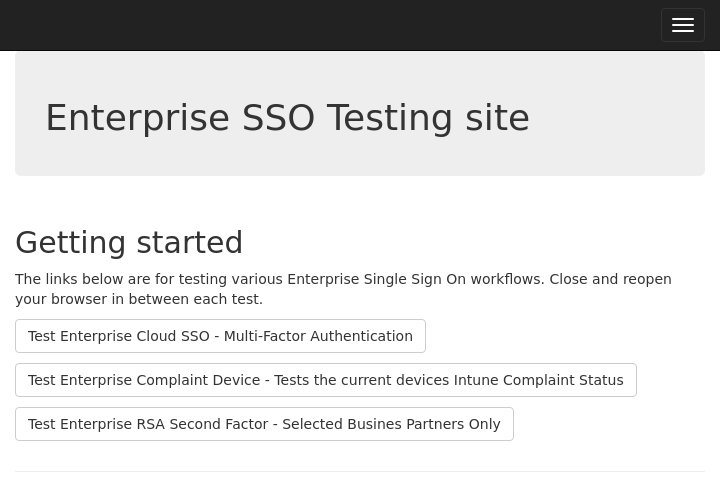 Enterprise SSO Testing site
Getting started
The links below are for testing various Enterprise Single Sign On workflows. Close and reopen
your browser in between each test.
Test Enterprise Cloud SSO - Multi-Factor Authentication
Test Enterprise Complaint Device - Tests the current devices Intune Complaint Status
Test Enterprise RSA Second Factor - Selected Busines Partners Only